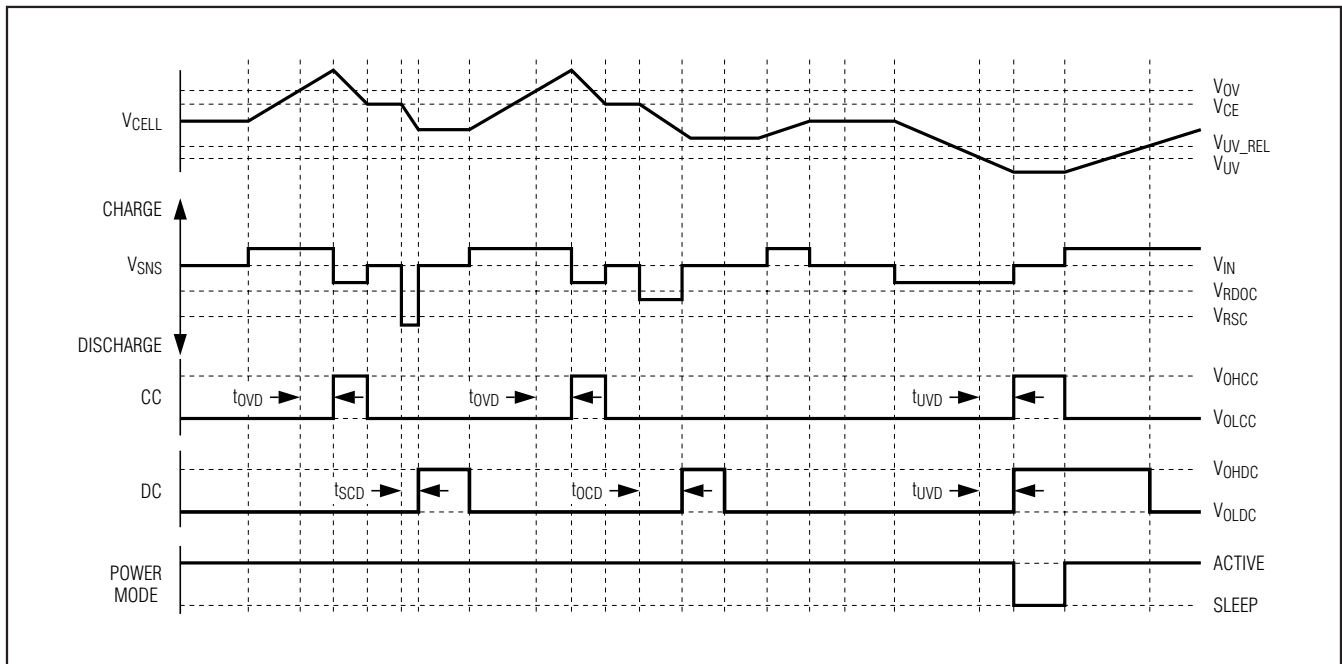 VOV
VCE
VCELL
VUV_REL
VUV
CHARGE
VSNS
VIN
VRDOC
VRSC
DISCHARGE
CC
tOVD
tOVD
tUVD
VOHCC
VOLCC
DC
tSCD
tOCD
tUVD
VOHDC
VOLDC
POWER
MODE
ACTIVE
SLEEP